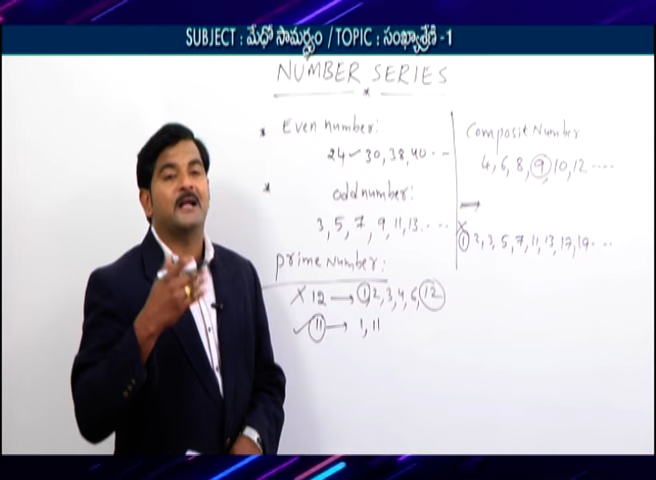 SUBJECT : మేధో సామర్థ్యం / TOPIC : సంఖ్యాశ్రేణి -1
NUMBER SERIES
* Even number:
24 ✓ 30, 38, 40 ...
* odd number:
3, 5, 7, 9, 11, 13 ....
prime Number:
X 12 → 1, 2, 3, 4, 6, 12
✓ 11 → 1, 11
Composit Number
4, 6, 8, 9, 10, 12 ....
→
X
1 2, 3, 5, 7, 11, 13, 17, 19 ...